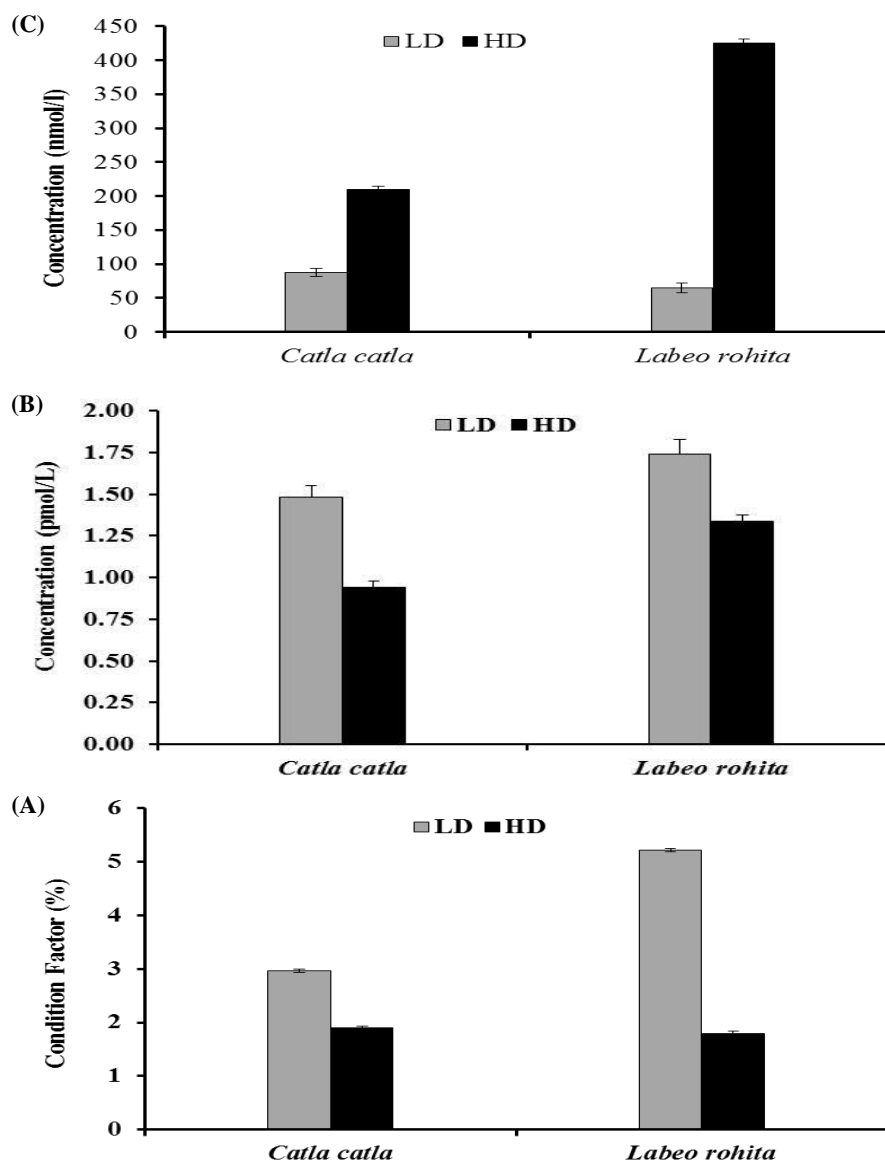 (C)
Concentration (nmol/l)
450
400
350
300
250
200
150
100
50
0
LD HD
Catla catla Labeo rohita
(B)
Concentration (pmol/L)
2.00
1.75
1.50
1.25
1.00
0.75
0.50
0.25
0.00
LD HD
Catla catla Labeo rohita
(A)
Condition Factor (%)
6
5
4
3
2
1
0
LD HD
Catla catla Labeo rohita